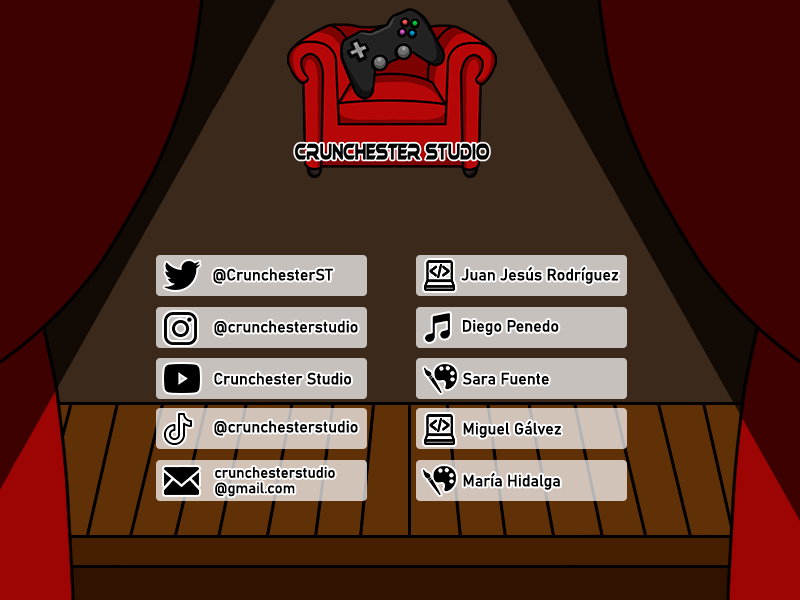 CRUNCHESTER STUDIO
@CrunchesterST
@crunchesterstudio
Crunchester Studio
@crunchesterstudio
crunchesterstudio
@gmail.com
Juan Jesús Rodríguez
Diego Penedo
Sara Fuente
Miguel Gálvez
María Hidalga